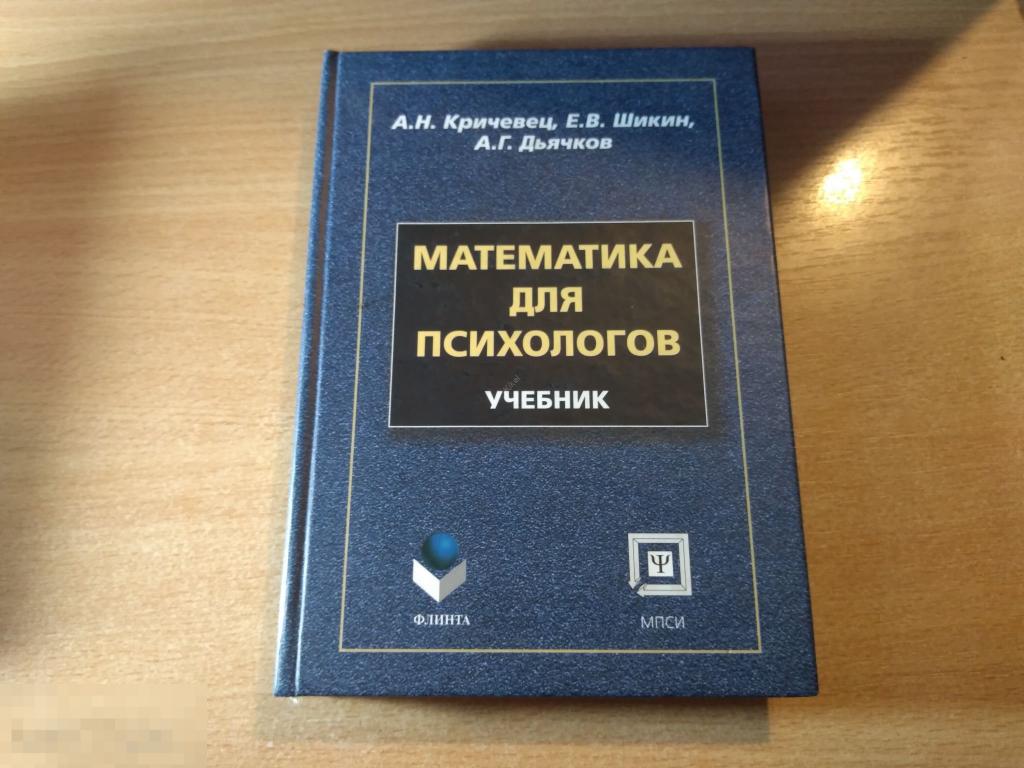 А.Н. Кричевец, Е.В. Шикин,
А.Г. Дьячков
МАТЕМАТИКА
ДЛЯ
ПСИХОЛОГОВ
УЧЕБНИК
Ψ
ФЛИНТА
МПСИ